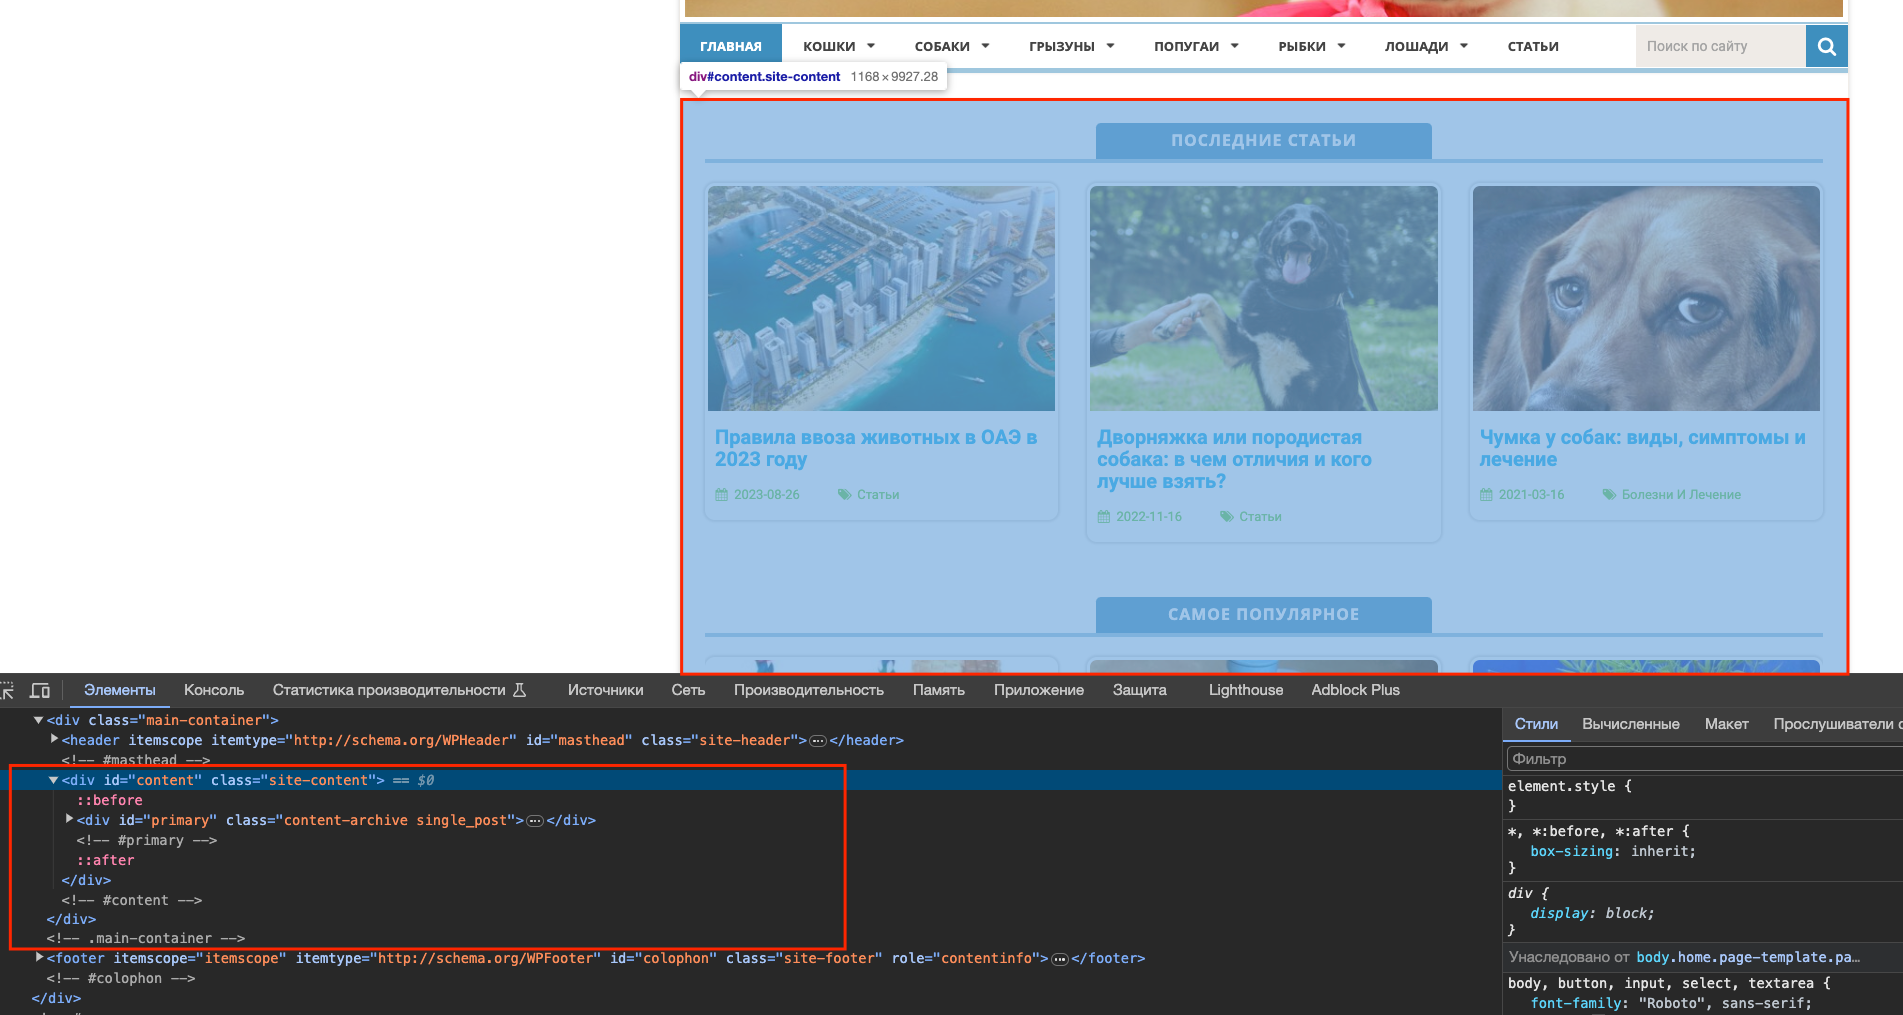 ГЛАВНАЯ КОШКИ СОБАКИ ГРЫЗУНЫ ПОПУГАИ РЫБКИ ЛОШАДИ СТАТЬИ Поиск по сайту
div#content.site-content 1168 × 9927.28
ПОСЛЕДНИЕ СТАТЬИ
Правила ввоза животных в ОАЭ в
2023 году
2023-08-26 Статьи
Дворняжка или породистая
собака: в чем отличия и кого
лучше взять?
2022-11-16 Статьи
Чумка у собак: виды, симптомы и
лечение
2021-03-16 Болезни И Лечение
САМОЕ ПОПУЛЯРНОЕ
Элементы Консоль Статистика производительности Источники Сеть Производительность Память Приложение Защита Lighthouse Adblock Plus
<div class="main-container">
<header itemscope itemtype="http://schema.org/WPHeader" id="masthead" class="site-header">…</header>
<!-- #masthead -->
<div id="content" class="site-content"> == $0
::before
<div id="primary" class="content-archive single_post">…</div>
<!-- #primary -->
::after
</div>
<!-- #content -->
</div>
<!-- .main-container -->
<footer itemscope="itemscope" itemtype="http://schema.org/WPFooter" id="colophon" class="site-footer" role="contentinfo">…</footer>
<!-- #colophon -->
</div>
Стили Вычисленные Макет Прослушиватели
Фильтр
element.style {
}
*, *:before, *:after {
box-sizing: inherit;
}
div {
display: block;
}
Унаследовано от body.home.page-template.pa…
body, button, input, select, textarea {
font-family: "Roboto", sans-serif;